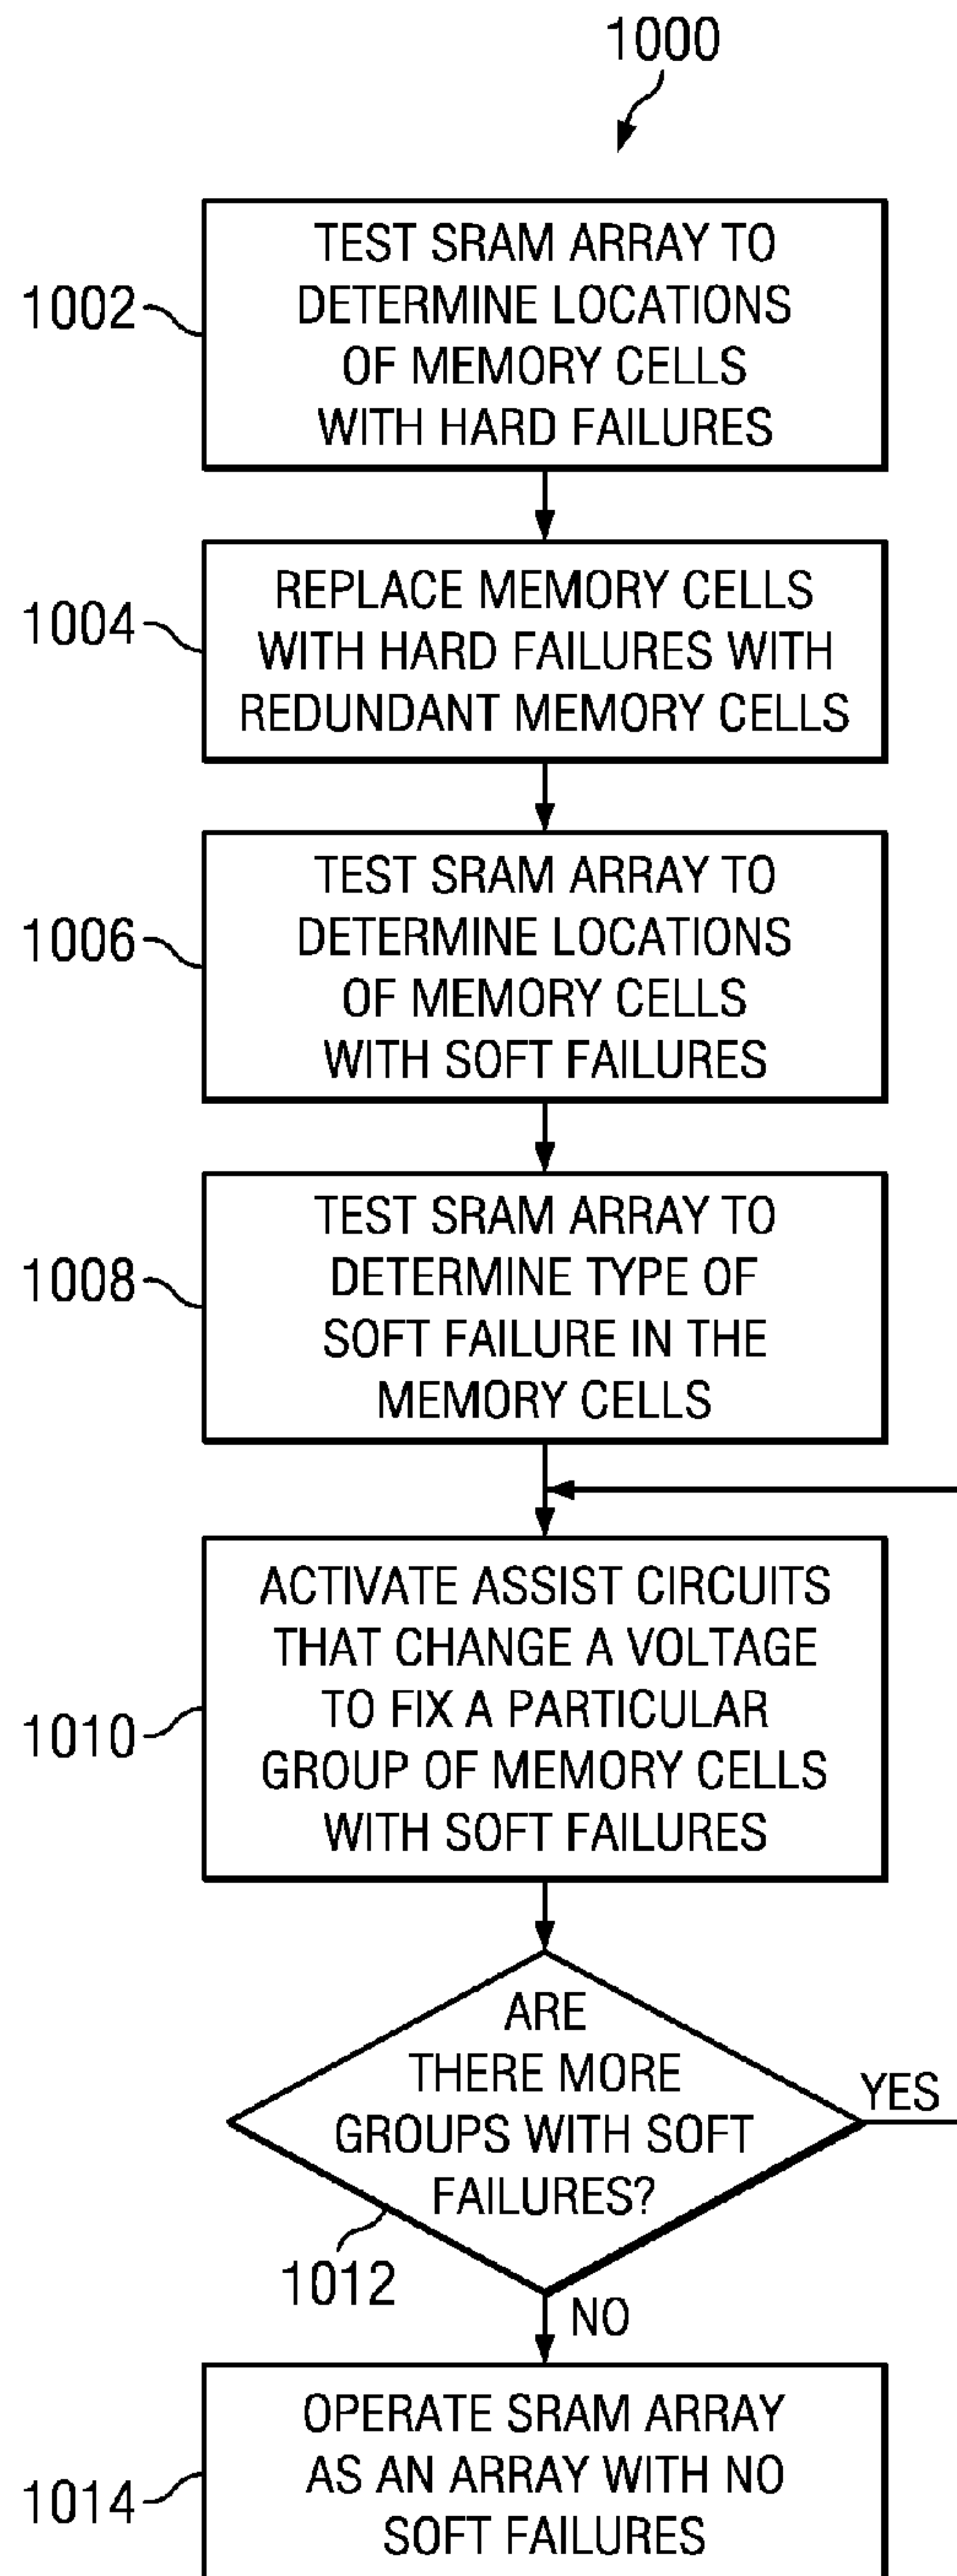 1000
1002
TEST SRAM ARRAY TO
DETERMINE LOCATIONS
OF MEMORY CELLS
WITH HARD FAILURES
1004
REPLACE MEMORY CELLS
WITH HARD FAILURES WITH
REDUNDANT MEMORY CELLS
1006
TEST SRAM ARRAY TO
DETERMINE LOCATIONS
OF MEMORY CELLS
WITH SOFT FAILURES
1008
TEST SRAM ARRAY TO
DETERMINE TYPE OF
SOFT FAILURE IN THE
MEMORY CELLS
1010
ACTIVATE ASSIST CIRCUITS
THAT CHANGE A VOLTAGE
TO FIX A PARTICULAR
GROUP OF MEMORY CELLS
WITH SOFT FAILURES
ARE
THERE MORE
GROUPS WITH SOFT
FAILURES?
YES
1012
NO
1014
OPERATE SRAM ARRAY
AS AN ARRAY WITH NO
SOFT FAILURES